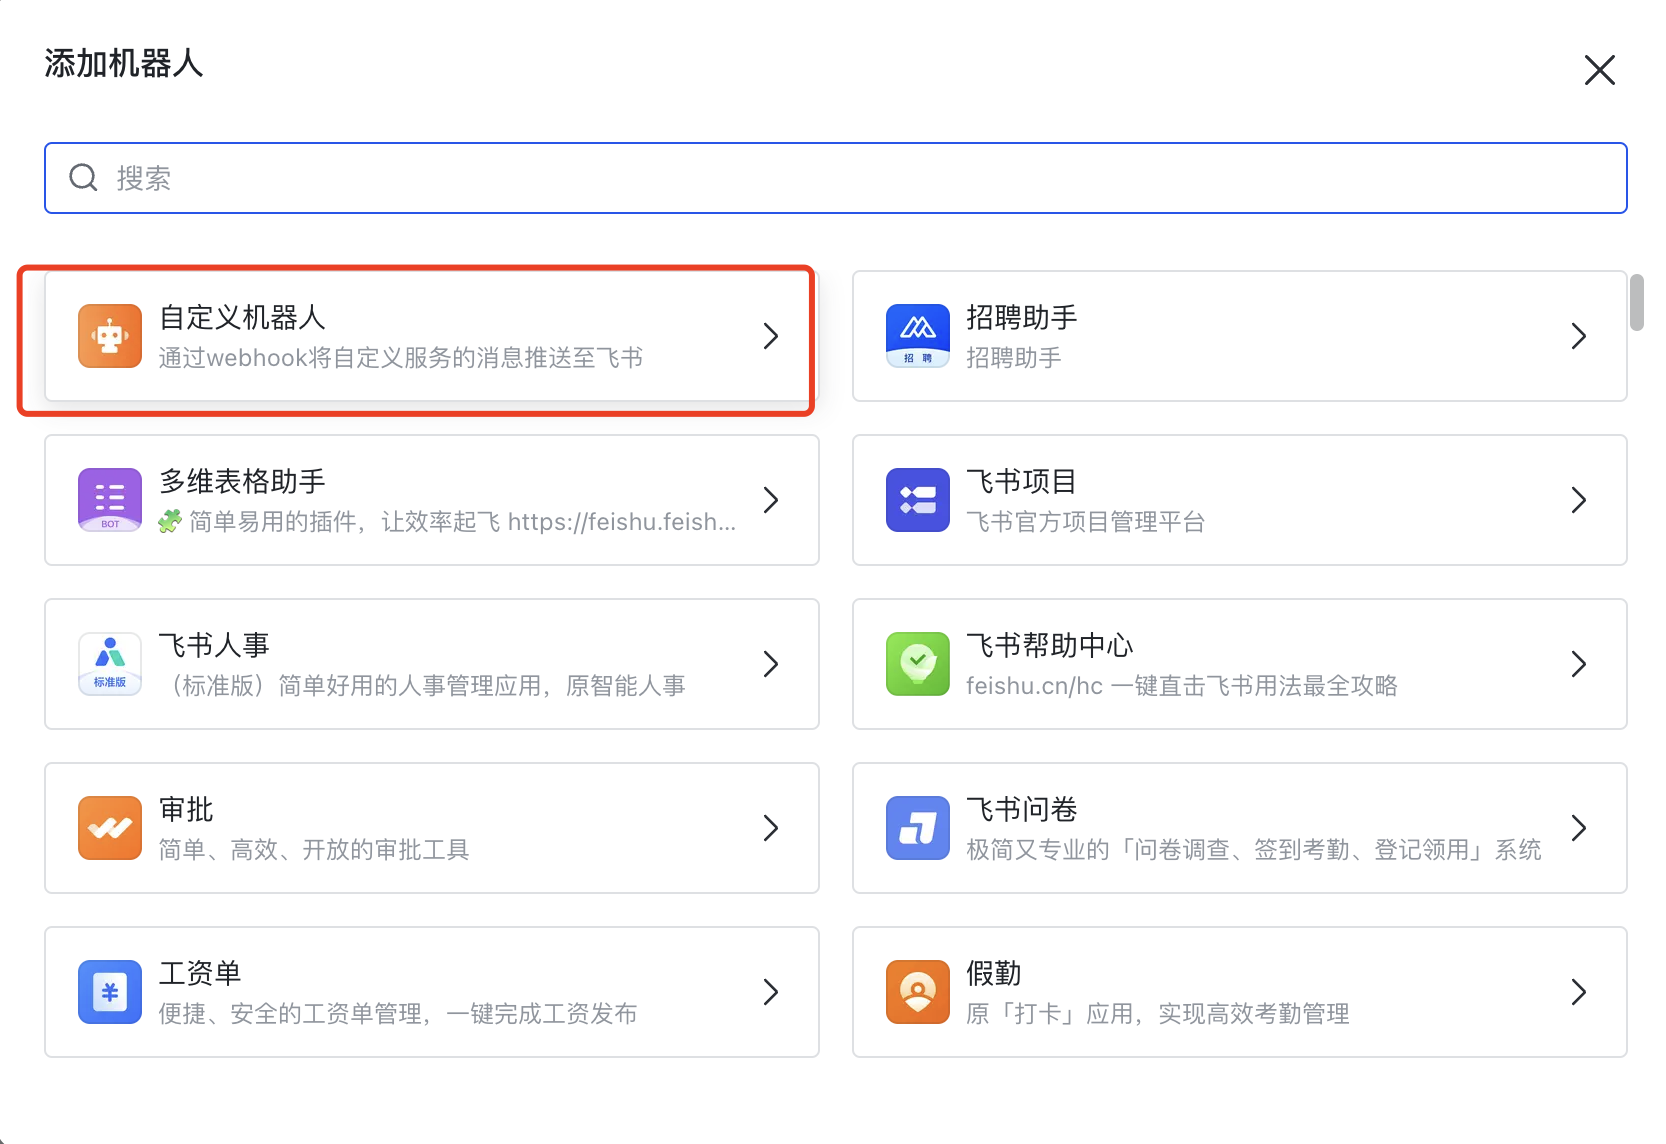 添加机器人
搜索
自定义机器人
通过webhook将自定义服务的消息推送至飞书
招聘助手
招聘助手
招 聘
多维表格助手
简单易用的插件，让效率起飞 https://feishu.feish...
BOT
飞书项目
飞书官方项目管理平台
飞书人事
（标准版）简单好用的人事管理应用，原智能人事
标准版
飞书帮助中心
feishu.cn/hc 一键直击飞书用法最全攻略
审批
简单、高效、开放的审批工具
飞书问卷
极简又专业的「问卷调查、签到考勤、登记领用」系统
工资单
便捷、安全的工资单管理，一键完成工资发布
¥
假勤
原「打卡」应用，实现高效考勤管理